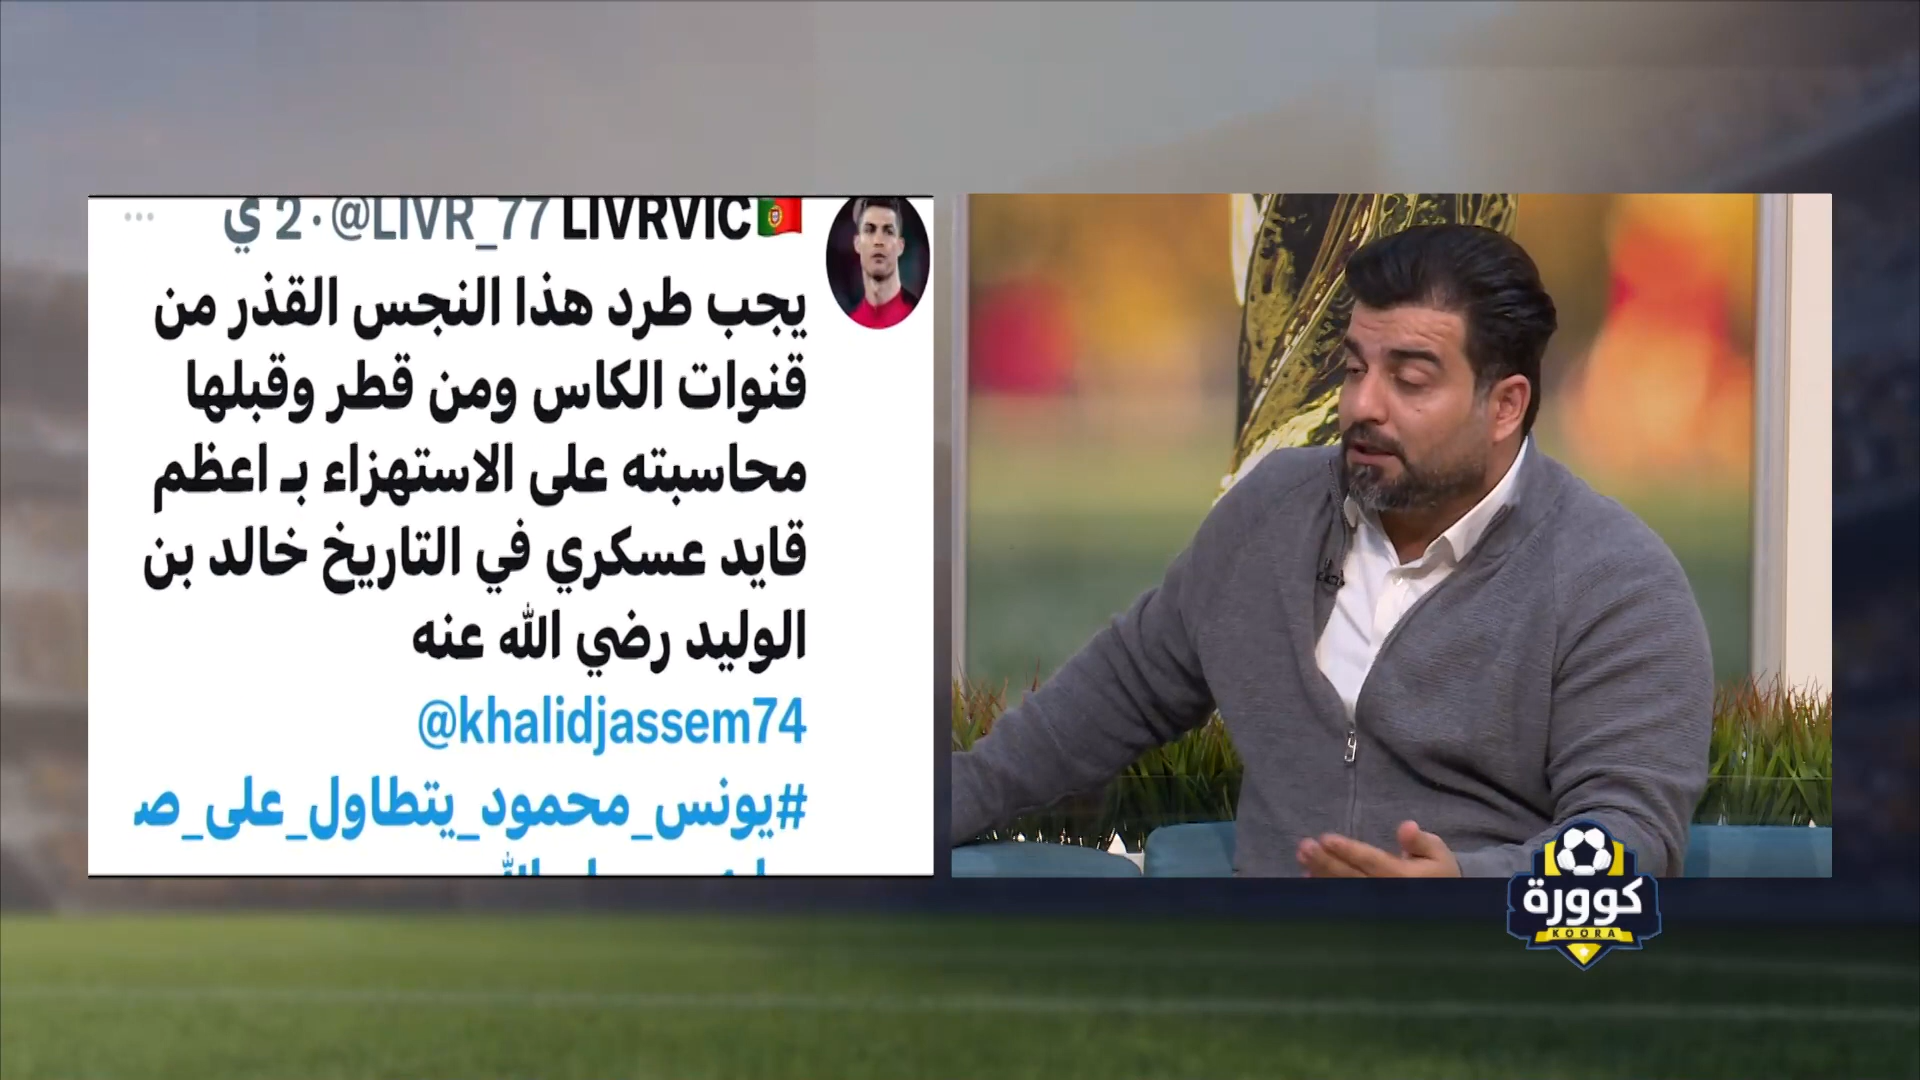 LIVRVIC🇵🇹 @LIVR_77 · 2 ي
يجب طرد هذا النجس القذر من
قنوات الكاس ومن قطر وقبلها
محاسبته على الاستهزاء بـ اعظم
قايد عسكري في التاريخ خالد بن
الوليد رضي الله عنه
@khalidjassem74
#يونس_محمود_يتطاول_على_ص
كوورة
KOORA